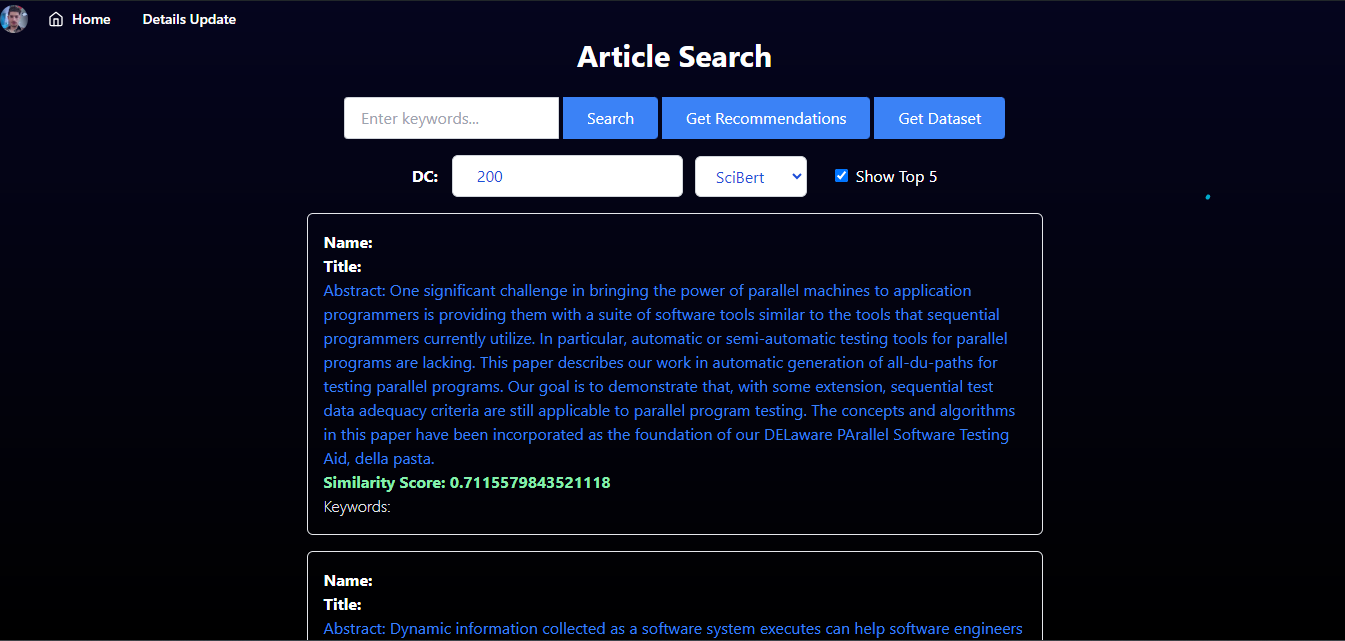 Home Details Update
Article Search
Enter keywords... Search Get Recommendations Get Dataset
DC: 200 SciBert Show Top 5
Name:
Title:
Abstract: One significant challenge in bringing the power of parallel machines to application
programmers is providing them with a suite of software tools similar to the tools that sequential
programmers currently utilize. In particular, automatic or semi-automatic testing tools for parallel
programs are lacking. This paper describes our work in automatic generation of all-du-paths for
testing parallel programs. Our goal is to demonstrate that, with some extension, sequential test
data adequacy criteria are still applicable to parallel program testing. The concepts and algorithms
in this paper have been incorporated as the foundation of our DELaware PArallel Software Testing
Aid, della pasta.
Similarity Score: 0.7115579843521118
Keywords:
Name:
Title:
Abstract: Dynamic information collected as a software system executes can help software engineers